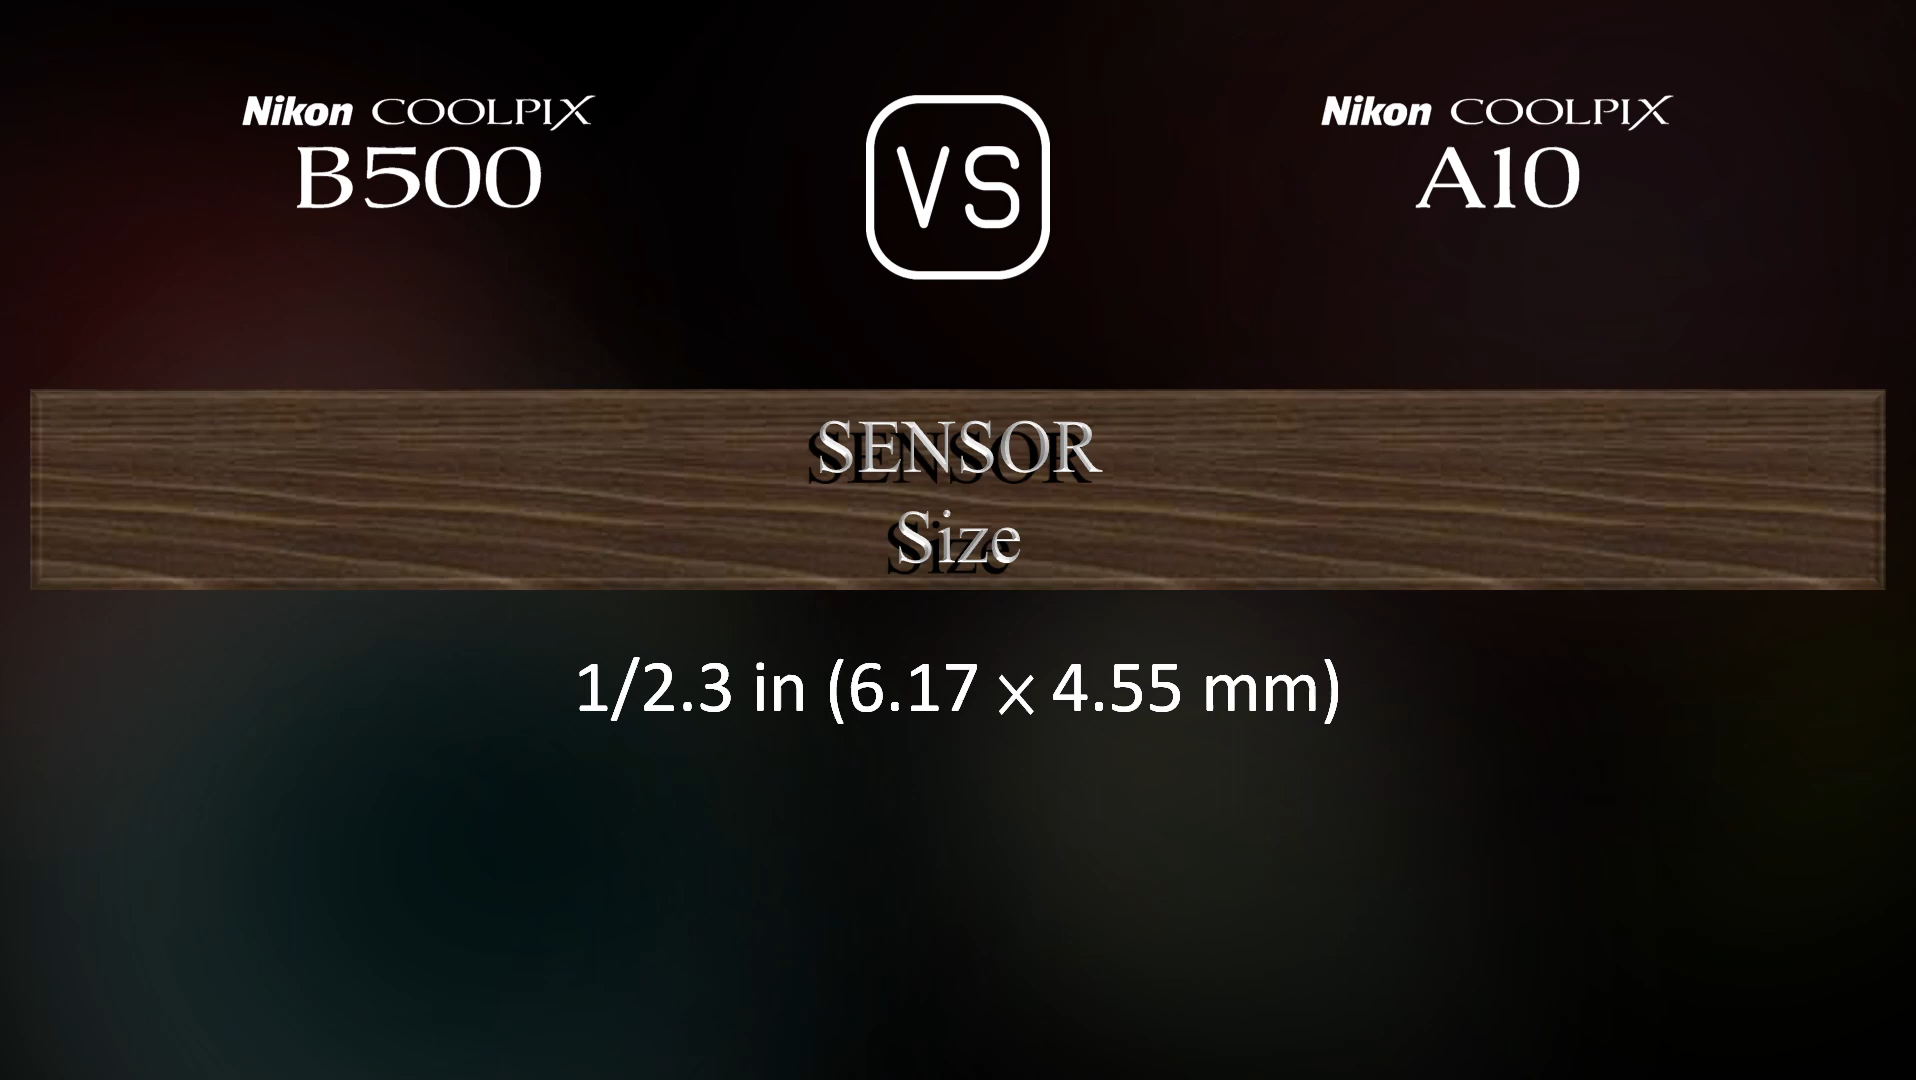 Nikon COOLPIX
B500
VS
Nikon COOLPIX
A10
SENSOR
Size
1/2.3 in (6.17 x 4.55 mm)